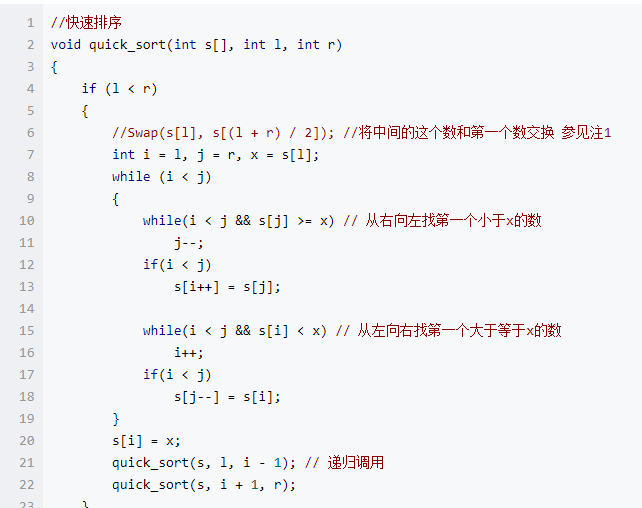 1 //快速排序
2 void quick_sort(int s[], int l, int r)
3 {
4     if (l < r)
5     {
6         //Swap(s[l], s[(l + r) / 2]); //将中间的这个数和第一个数交换 参见注1
7         int i = l, j = r, x = s[l];
8         while (i < j)
9         {
10             while(i < j && s[j] >= x) // 从右向左找第一个小于x的数
11                 j--;
12             if(i < j)
13                 s[i++] = s[j];
14
15             while(i < j && s[i] < x) // 从左向右找第一个大于等于x的数
16                 i++;
17             if(i < j)
18                 s[j--] = s[i];
19         }
20         s[i] = x;
21         quick_sort(s, l, i - 1); // 递归调用
22         quick_sort(s, i + 1, r);
23     }